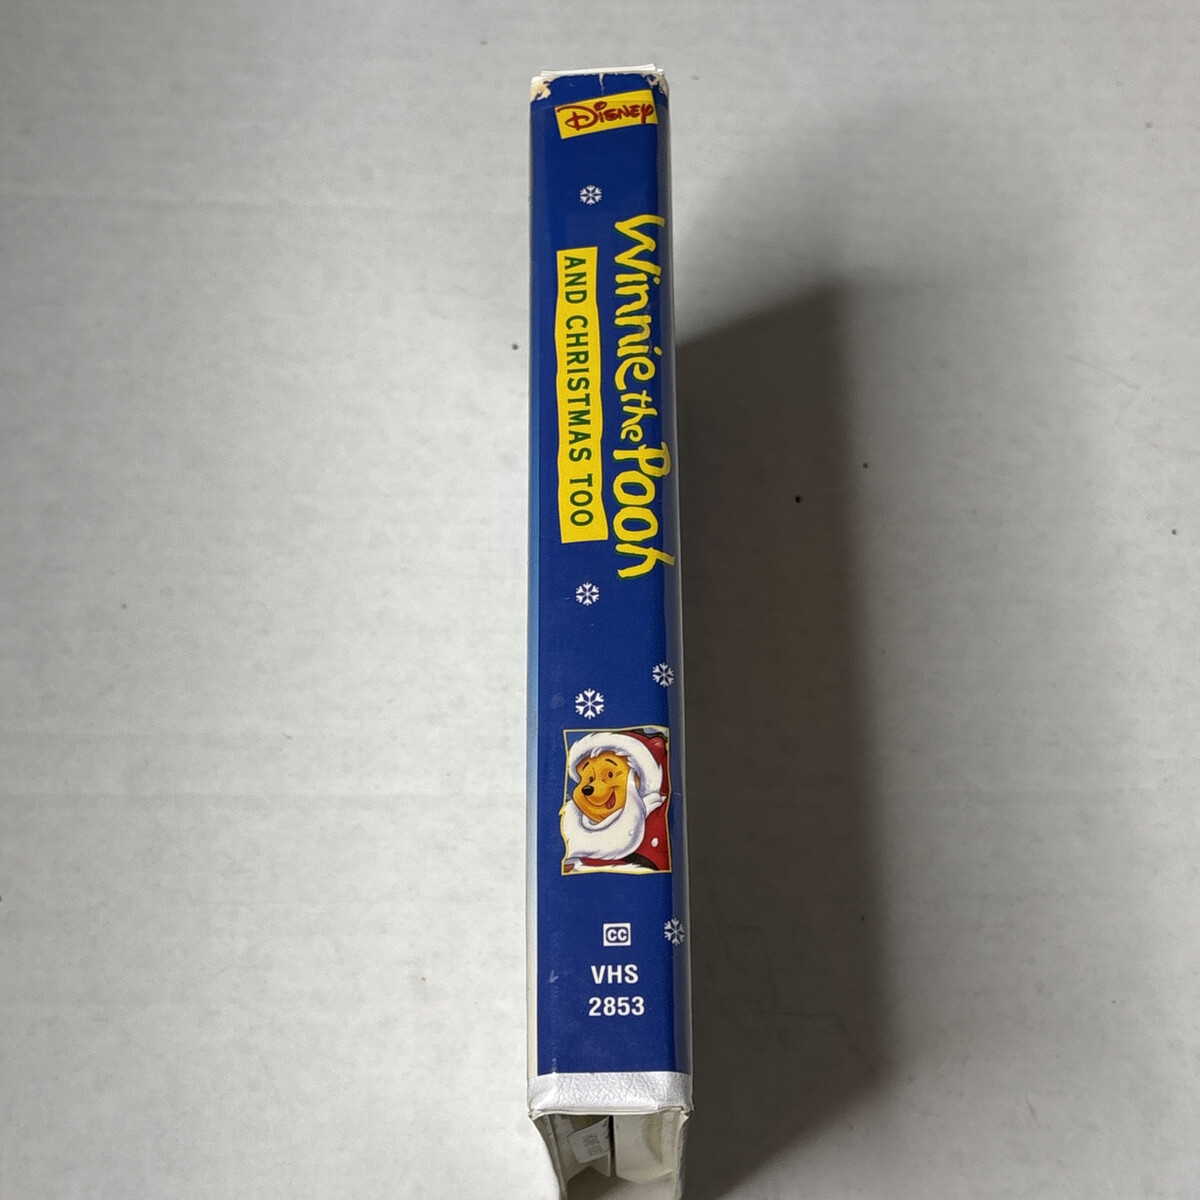 Disney
Winnie the Pooh
AND CHRISTMAS TOO
CC
VHS
2853